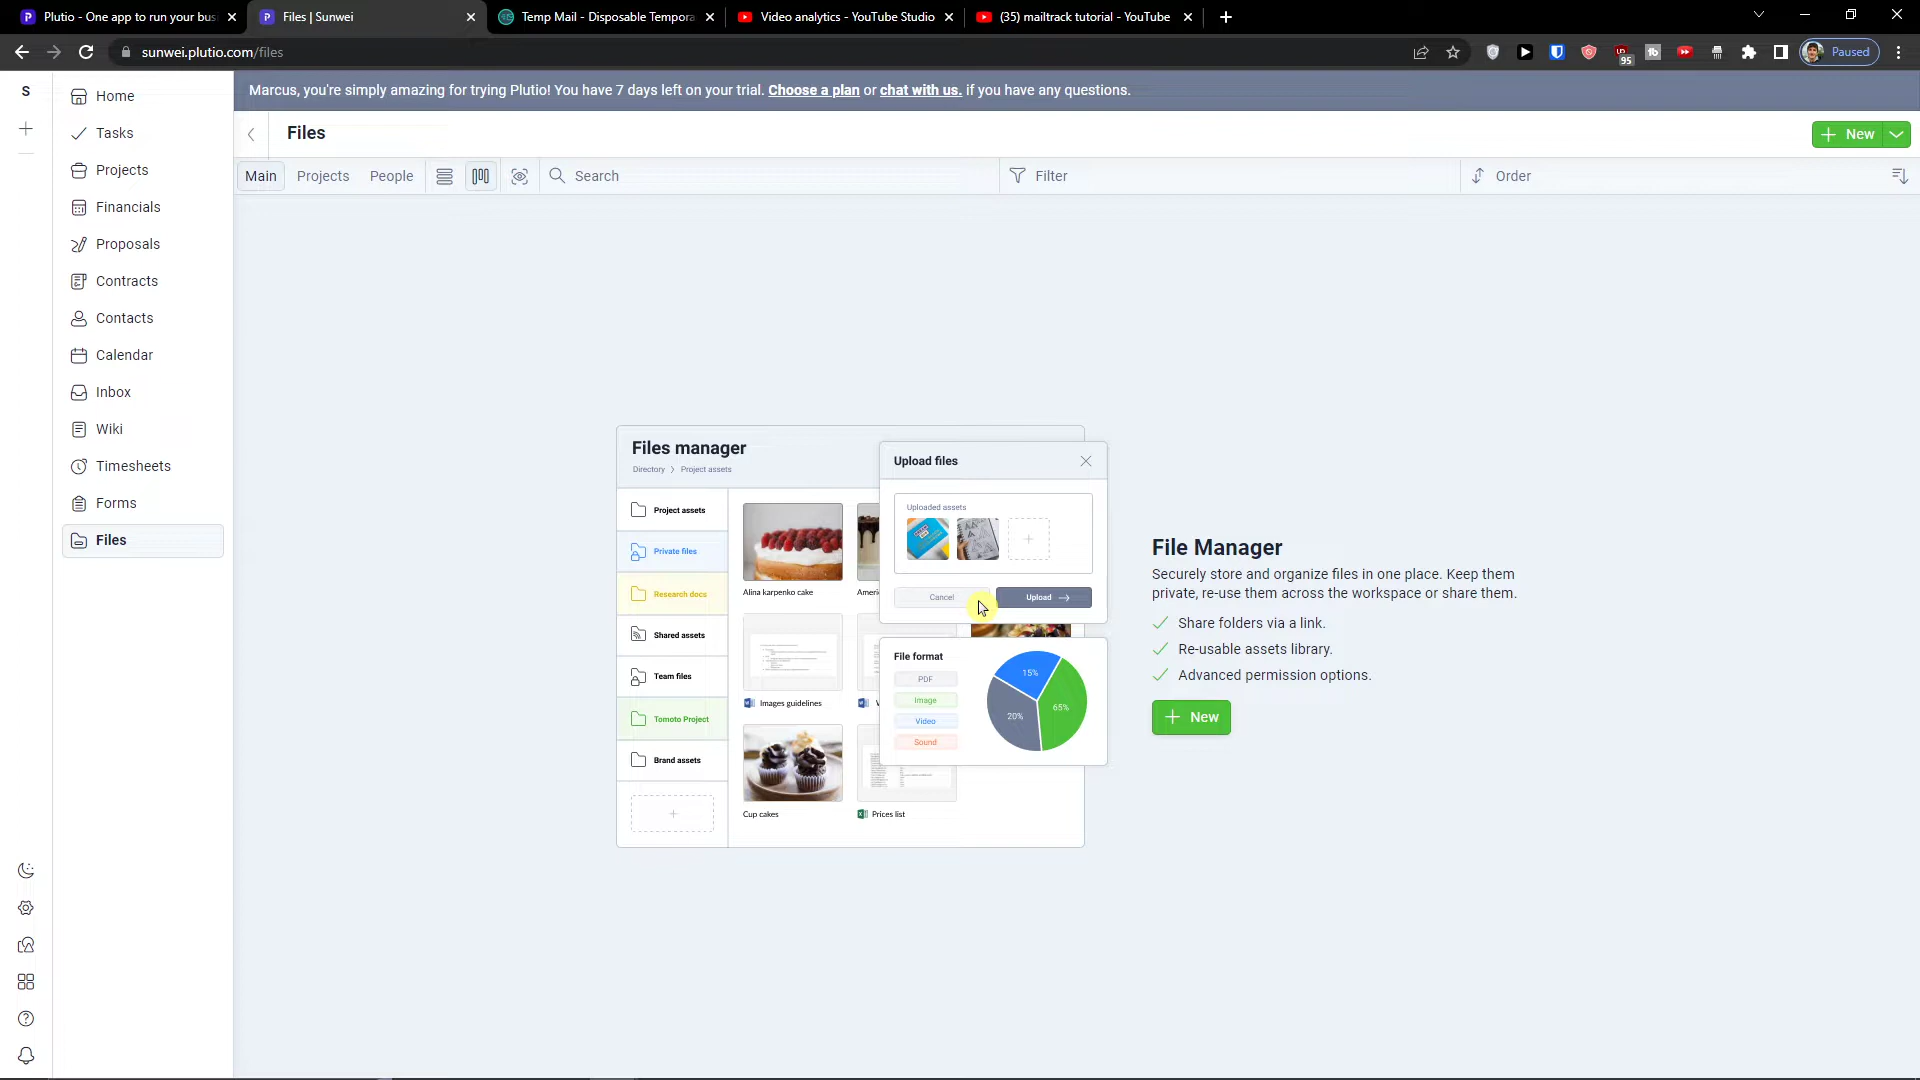 Plutio - One app to run your bus
Files | Sunwei
Temp Mail - Disposable Tempora
Video analytics - YouTube Studio
(35) mailtrack tutorial - YouTube
sunwei.plutio.com/files
95
Paused
S
Home
Tasks
Projects
Financials
Proposals
Contracts
Contacts
Calendar
Inbox
Wiki
Timesheets
Forms
Files
Marcus, you're simply amazing for trying Plutio! You have 7 days left on your trial. Choose a plan or chat with us. if you have any questions.
Files
New
Main
Projects
People
Search
Filter
Order
Files manager
Directory > Project assets
Project assets
Private files
Research docs
Shared assets
Team files
Tomoto Project
Brand assets
Alina karpenko cake
Americ
Images guidelines
Cup cakes
Prices list
Upload files
Uploaded assets
Cancel
Upload
File format
PDF
Image
Video
Sound
15%
20%
65%
File Manager
Securely store and organize files in one place. Keep them
private, re-use them across the workspace or share them.
Share folders via a link.
Re-usable assets library.
Advanced permission options.
New